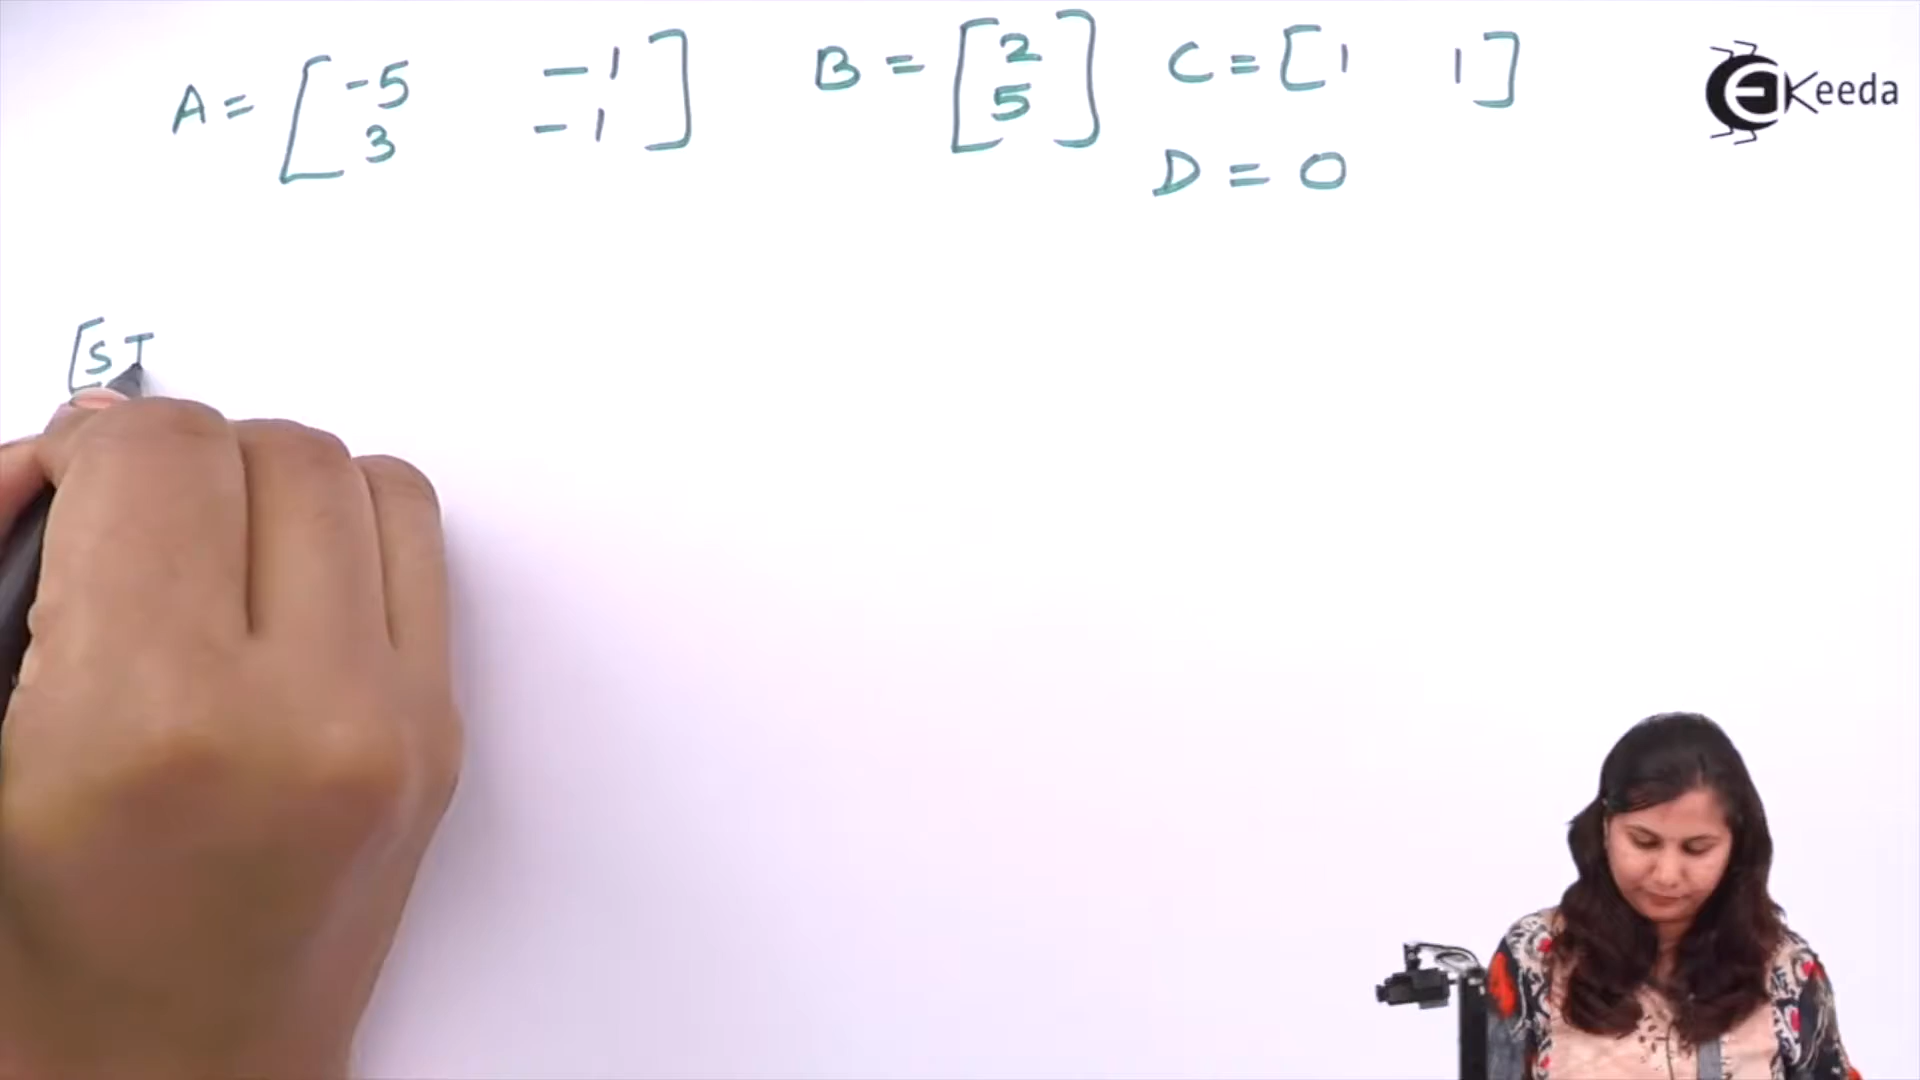 A = [ -5 -1 ] B = [ 2 ] C = [ 1 1 ]
3 -1 5
D = 0
[SI
Keeda